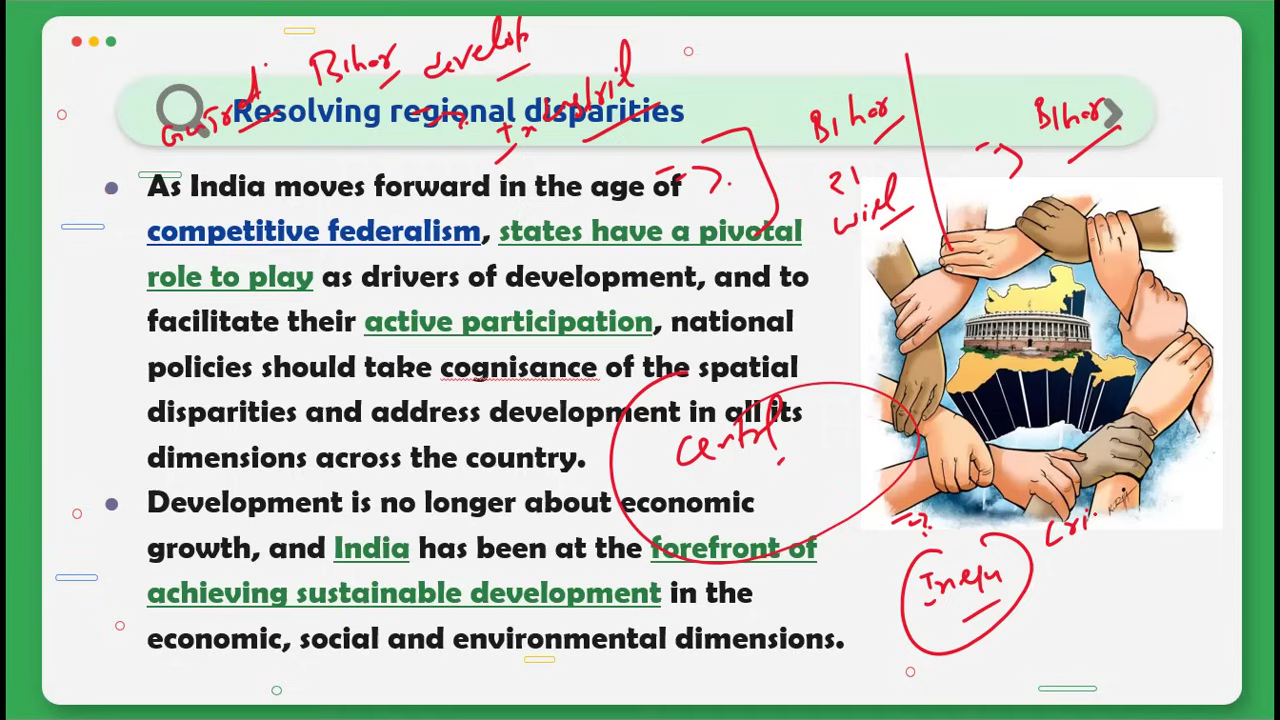 Bihar develop
Gujrat
Resolving regional disparities
Bihar
Bihar
21
• As India moves forward in the age of
competitive federalism, states have a pivotal
role to play as drivers of development, and to
facilitate their active participation, national
policies should take cognisance of the spatial
disparities and address development in all its
dimensions across the country.
Central
• Development is no longer about economic
growth, and India has been at the forefront of
achieving sustainable development in the
economic, social and environmental dimensions.